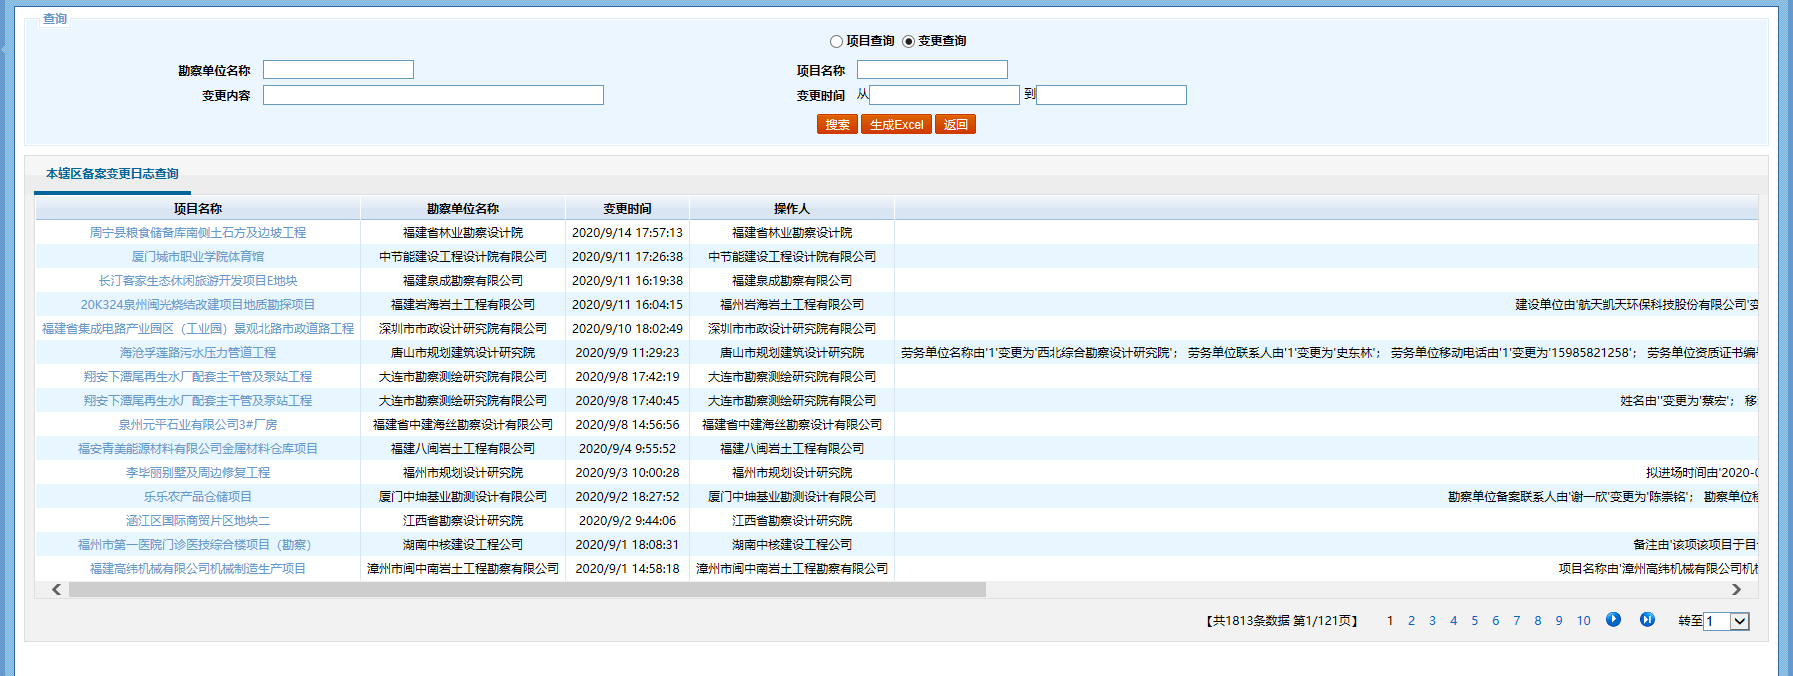 查询
项目查询 变更查询
勘察单位名称 项目名称
变更内容 变更时间 从 到
搜索 生成Excel 返回
本辖区备案变更日志查询
项目名称 勘察单位名称 变更时间 操作人
周宁县粮食储备库南侧土石方及边坡工程 福建省林业勘察设计院 2020/9/14 17:57:13 福建省林业勘察设计院
厦门城市职业学院体育馆 中节能建设工程设计院有限公司 2020/9/11 17:26:38 中节能建设工程设计院有限公司
长汀客家生态休闲旅游开发项目E地块 福建泉成勘察有限公司 2020/9/11 16:19:38 福建泉成勘察有限公司
20K324泉州闽光烧结改建项目地质勘探项目 福建岩海岩土工程有限公司 2020/9/11 16:04:15 福州岩海岩土工程有限公司 建设单位由'航天凯天环保科技股份有限公司'变
福建省集成电路产业园区（工业园）景观北路市政道路工程 深圳市市政设计研究院有限公司 2020/9/10 18:02:49 深圳市市政设计研究院有限公司
海沧孚莲路污水压力管道工程 唐山市规划建筑设计研究院 2020/9/9 11:29:23 唐山市规划建筑设计研究院 劳务单位名称由'1'变更为'西北综合勘察设计研究院'; 劳务单位联系人由'1'变更为'史东林'; 劳务单位移动电话由'1'变更为'15985821258'; 劳务单位资质证书编
翔安下潭尾再生水厂配套主干管及泵站工程 大连市勘察测绘研究院有限公司 2020/9/8 17:42:19 大连市勘察测绘研究院有限公司
翔安下潭尾再生水厂配套主干管及泵站工程 大连市勘察测绘研究院有限公司 2020/9/8 17:40:45 大连市勘察测绘研究院有限公司 姓名由''变更为'蔡宏'; 移
泉州元平石业有限公司3#厂房 福建省中建海丝勘察设计有限公司 2020/9/8 14:56:56 福建省中建海丝勘察设计有限公司
福安青美能源材料有限公司金属材料仓库项目 福建八闽岩土工程有限公司 2020/9/4 9:55:52 福建八闽岩土工程有限公司
李毕丽别墅及周边修复工程 福州市规划设计研究院 2020/9/3 10:00:28 福州市规划设计研究院 拟进场时间由'2020-0
乐乐农产品仓储项目 厦门中坤基业勘测设计有限公司 2020/9/2 18:27:52 厦门中坤基业勘测设计有限公司 勘察单位备案联系人由'谢一欣'变更为'陈崇铭'; 勘察单位移
涵江区国际商贸片区地块二 江西省勘察设计研究院 2020/9/2 9:44:06 江西省勘察设计研究院
福州市第一医院门诊医技综合楼项目（勘察） 湖南中核建设工程公司 2020/9/1 18:08:31 湖南中核建设工程公司 备注由'该项该项目于目
福建高纬机械有限公司机械制造生产项目 漳州市闽中南岩土工程勘察有限公司 2020/9/1 14:58:18 漳州市闽中南岩土工程勘察有限公司 项目名称由'漳州高纬机械有限公司机
【共1813条数据 第1/121页】 1 2 3 4 5 6 7 8 9 10 转至 1